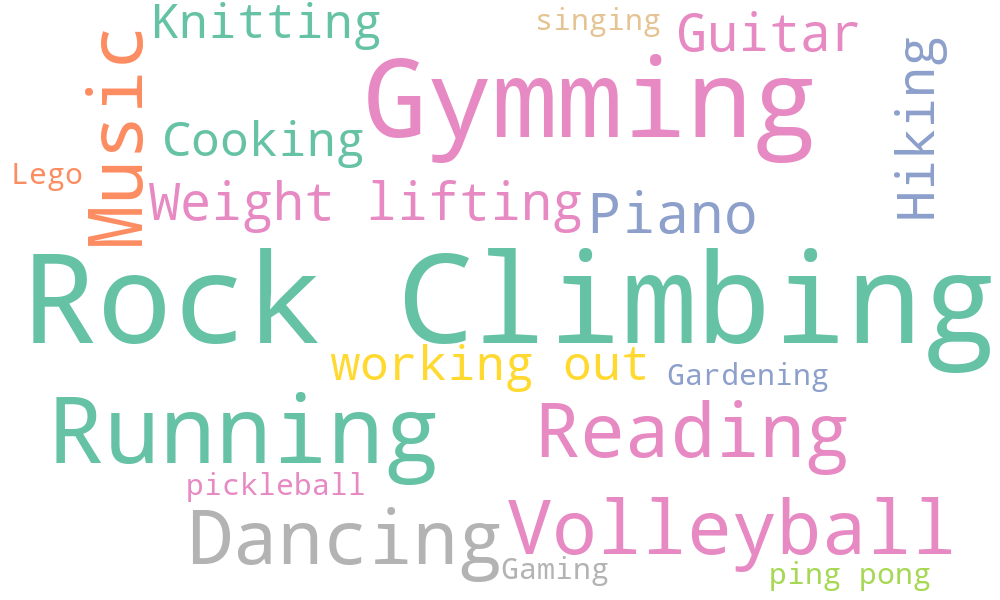 Knitting
singing
Guitar
Music
Gymming
Hiking
Cooking
Lego
Weight lifting
Piano
Rock Climbing
working out
Gardening
Running
Reading
pickleball
Dancing
Volleyball
Gaming
ping pong